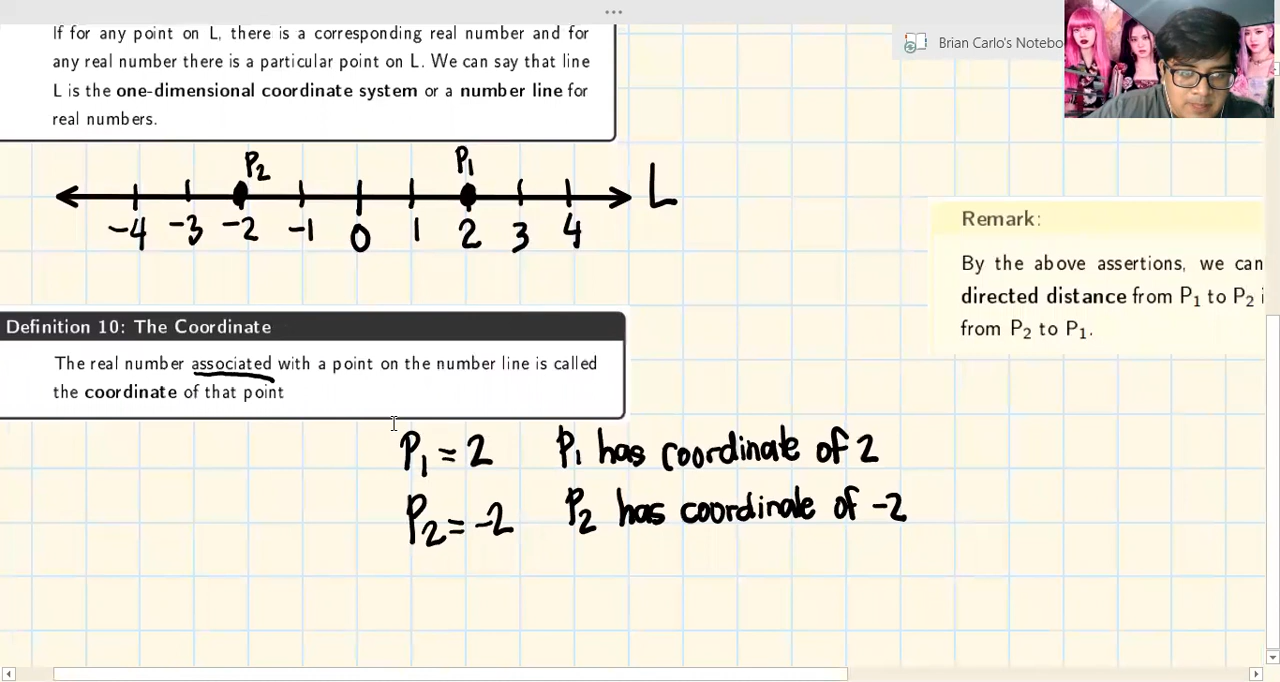 If for any point on L, there is a corresponding real number and for
any real number there is a particular point on L. We can say that line
L is the one-dimensional coordinate system or a number line for
real numbers.
Brian Carlo's Notebo
P2 P1
L
-4 -3 -2 -1 0 1 2 3 4
Remark:
By the above assertions, we can
directed distance from P1 to P2 i
from P2 to P1.
Definition 10: The Coordinate
The real number associated with a point on the number line is called
the coordinate of that point
P1 = 2 P1 has coordinate of 2
P2 = -2 P2 has coordinate of -2